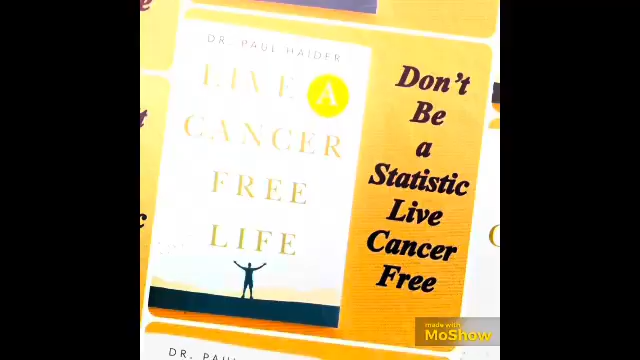 DR. PAUL HAIDER
LIVE A
CANCER
FREE
LIFE
Don't
Be
a
Statistic
Live
Cancer
Free
DR. PAUL
made with
MoShow